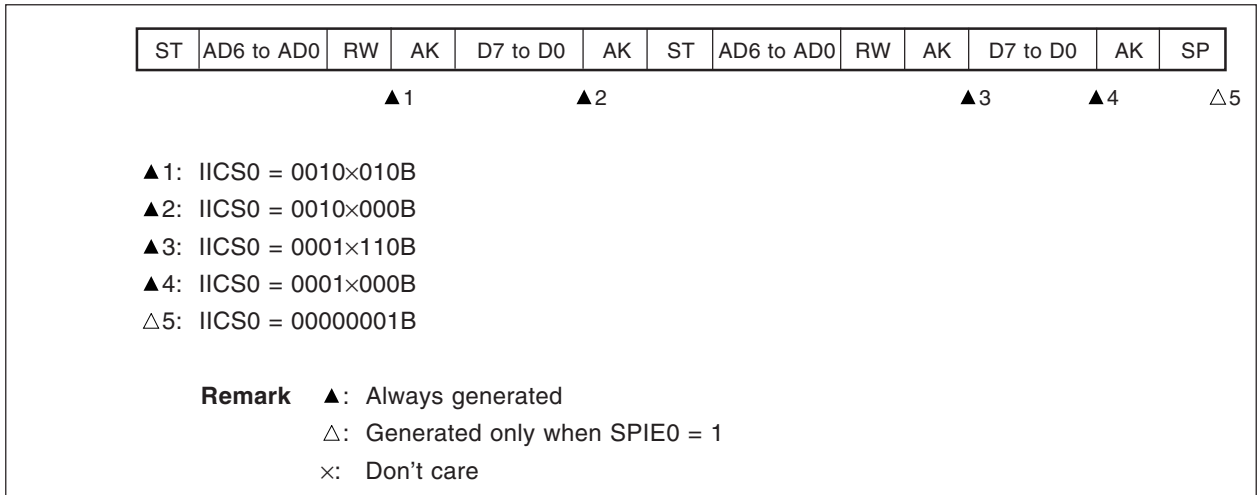 ST AD6 to AD0 RW AK D7 to D0 AK ST AD6 to AD0 RW AK D7 to D0 AK SP
▲1 ▲2 ▲3 ▲4 △5
▲1: IICS0 = 0010×010B
▲2: IICS0 = 0010×000B
▲3: IICS0 = 0001×110B
▲4: IICS0 = 0001×000B
△5: IICS0 = 00000001B
Remark ▲: Always generated
△: Generated only when SPIE0 = 1
×: Don't care